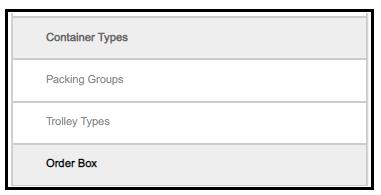 Container Types
Packing Groups
Trolley Types
Order Box